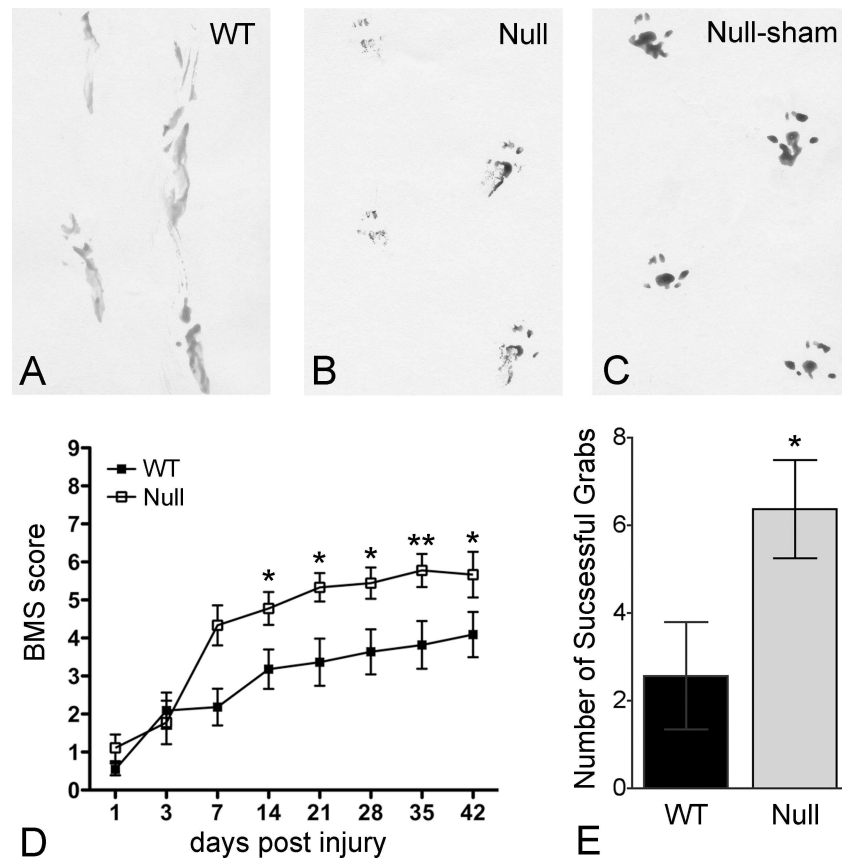 WT
Null
Null-sham
A
B
C
9
8
7
6
5
4
3
2
1
0
BMS score
WT
Null
*
*
*
**
*
1
3
7
14
21
28
35
42
days post injury
D
8
6
4
2
0
Number of Sucsessful Grabs
*
WT
Null
E